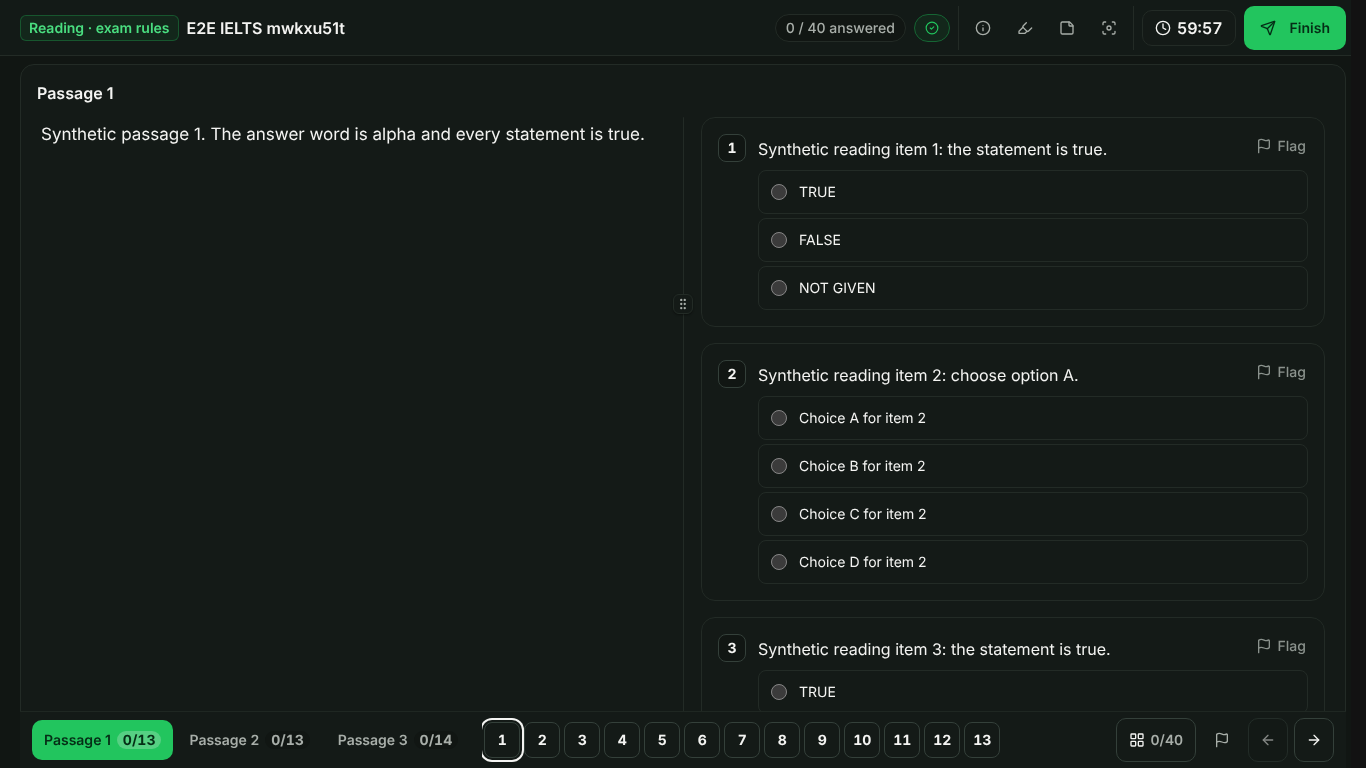 Reading · exam rules E2E IELTS mwkxu51t 0 / 40 answered 59:57 Finish
Passage 1
Synthetic passage 1. The answer word is alpha and every statement is true.
1 Synthetic reading item 1: the statement is true. Flag
TRUE
FALSE
NOT GIVEN
2 Synthetic reading item 2: choose option A. Flag
Choice A for item 2
Choice B for item 2
Choice C for item 2
Choice D for item 2
3 Synthetic reading item 3: the statement is true. Flag
TRUE
Passage 1 0/13 Passage 2 0/13 Passage 3 0/14 1 2 3 4 5 6 7 8 9 10 11 12 13 0/40